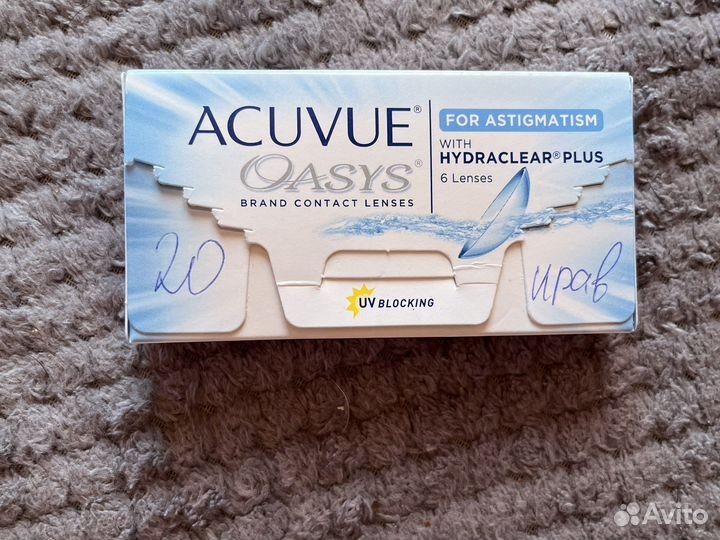 ACUVUE®
OASYS®
BRAND CONTACT LENSES
FOR ASTIGMATISM
WITH
HYDRACLEAR® PLUS
6 Lenses
20
прав
UV BLOCKING
Avito